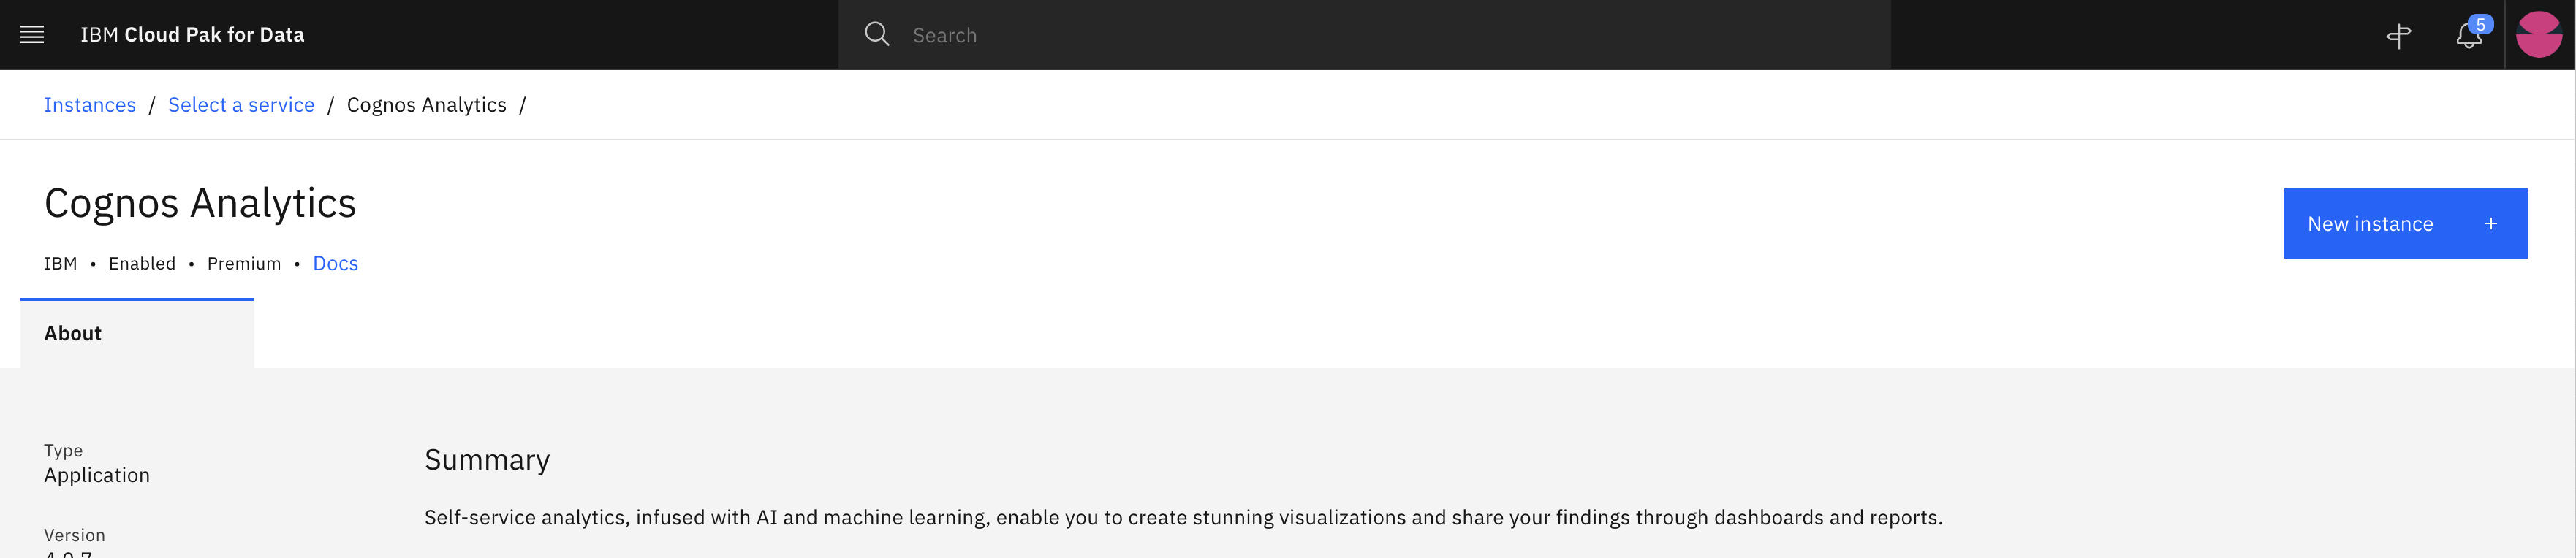 IBM Cloud Pak for Data
Search
5
Instances / Select a service / Cognos Analytics /
Cognos Analytics
New instance +
IBM • Enabled • Premium • Docs
About
Type
Application
Summary
Self-service analytics, infused with AI and machine learning, enable you to create stunning visualizations and share your findings through dashboards and reports.
Version